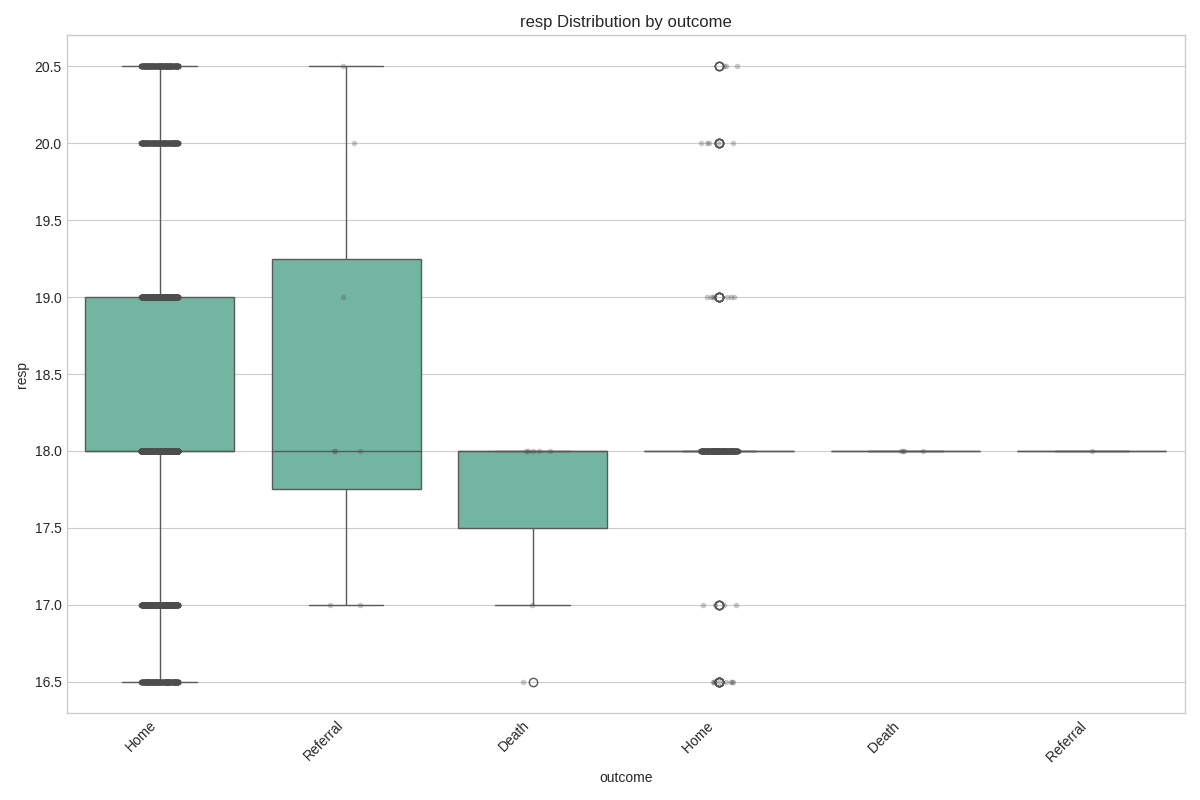 resp Distribution by outcome
20.5
20.0
19.5
19.0
18.5
18.0
17.5
17.0
16.5
resp
Home
Referral
Death
Home
Death
Referral
outcome